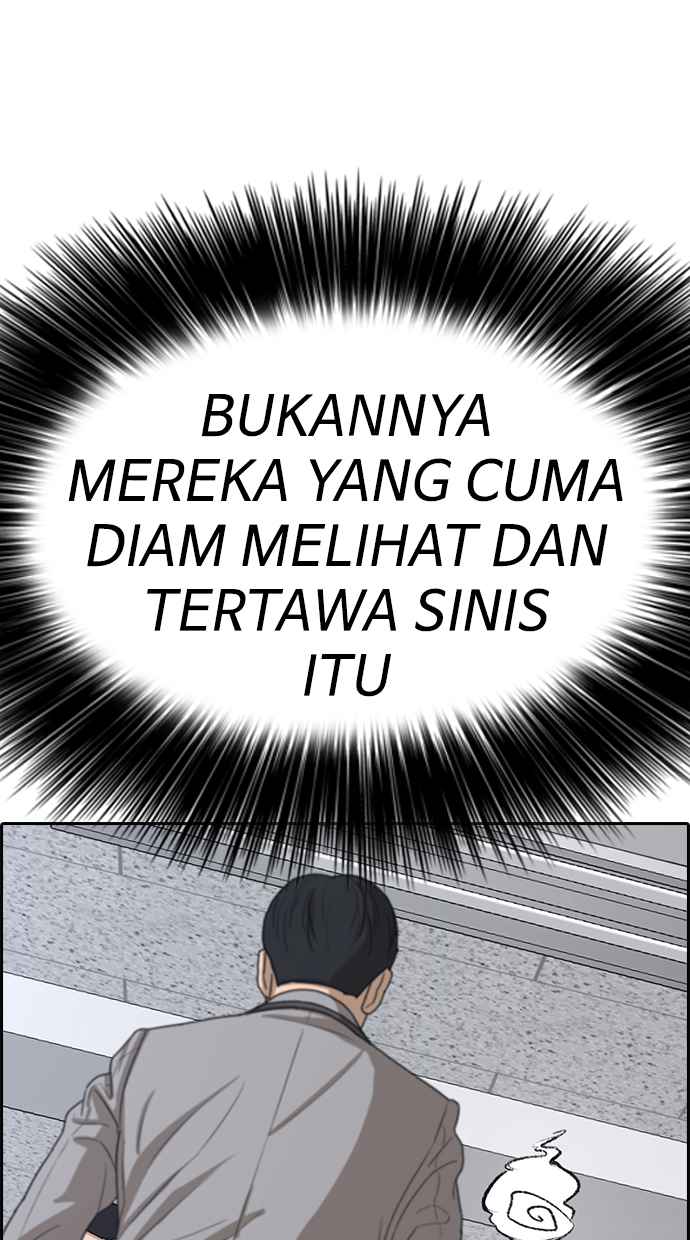 BUKANNYA
MEREKA YANG CUMA
DIAM MELIHAT DAN
TERTAWA SINIS
ITU